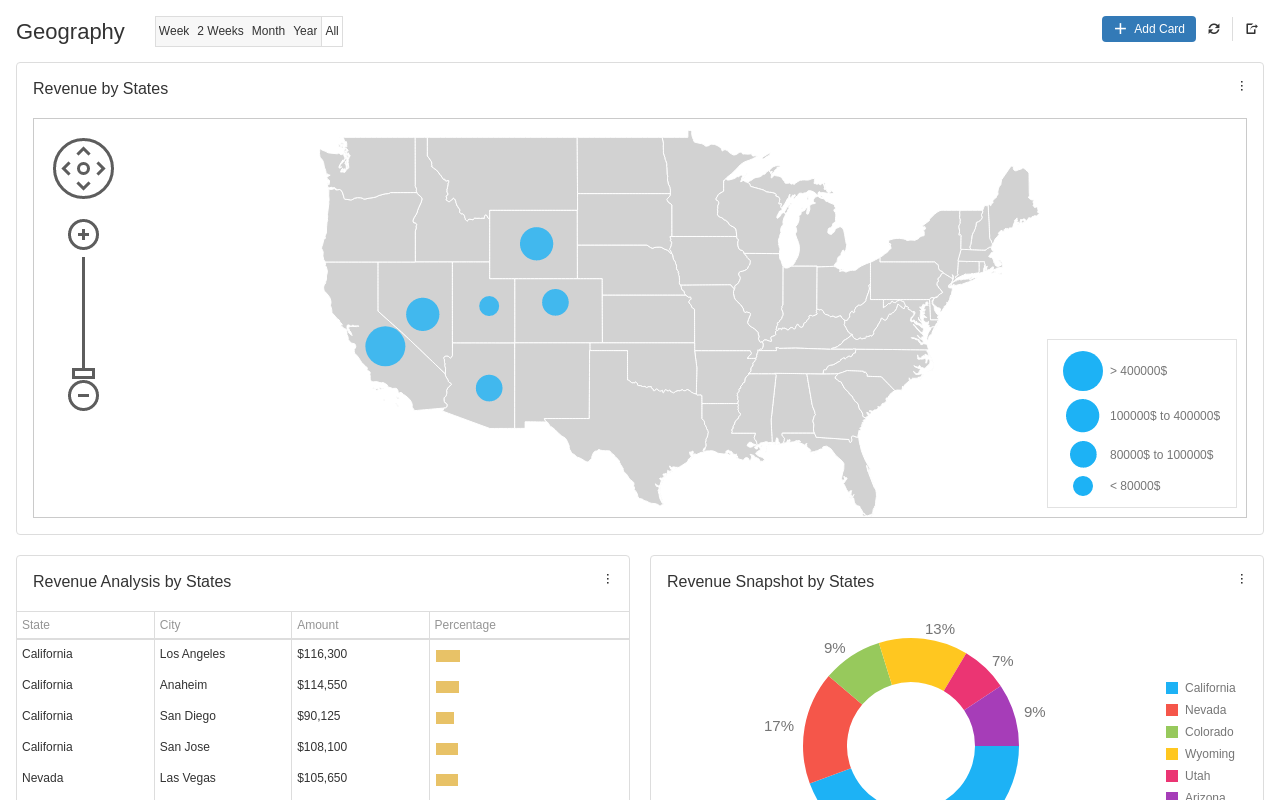 Geography
Week 2 Weeks Month Year All
Add Card
Revenue by States
> 400000$
100000$ to 400000$
80000$ to 100000$
< 80000$
Revenue Analysis by States
State City Amount Percentage
California Los Angeles $116,300
California Anaheim $114,550
California San Diego $90,125
California San Jose $108,100
Nevada Las Vegas $105,650
Revenue Snapshot by States
13%
9%
7%
9%
17%
California
Nevada
Colorado
Wyoming
Utah
Arizona